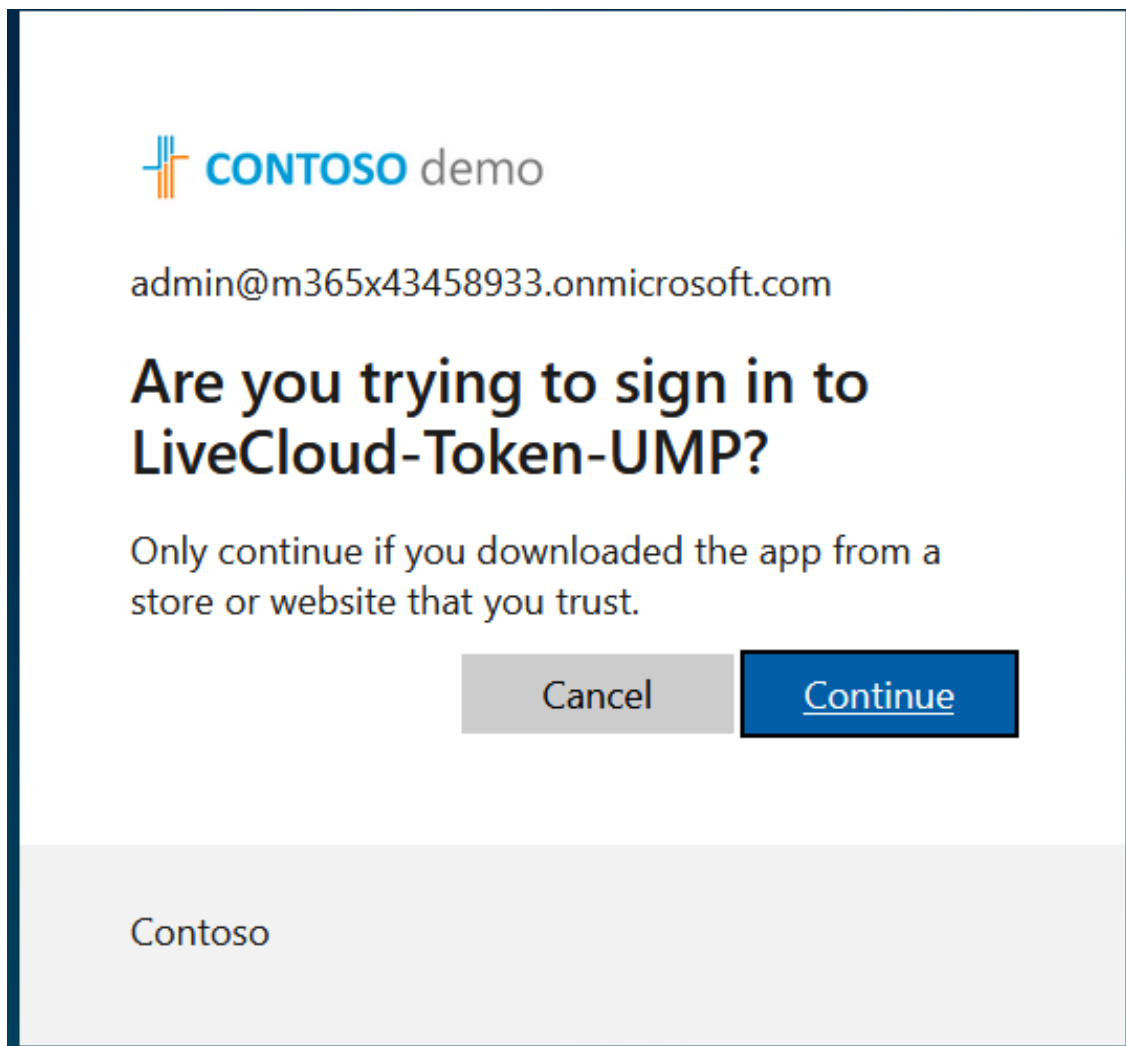 CONTOSO demo
admin@m365x43458933.onmicrosoft.com
Are you trying to sign in to
LiveCloud-Token-UMP?
Only continue if you downloaded the app from a
store or website that you trust.
Cancel Continue
Contoso